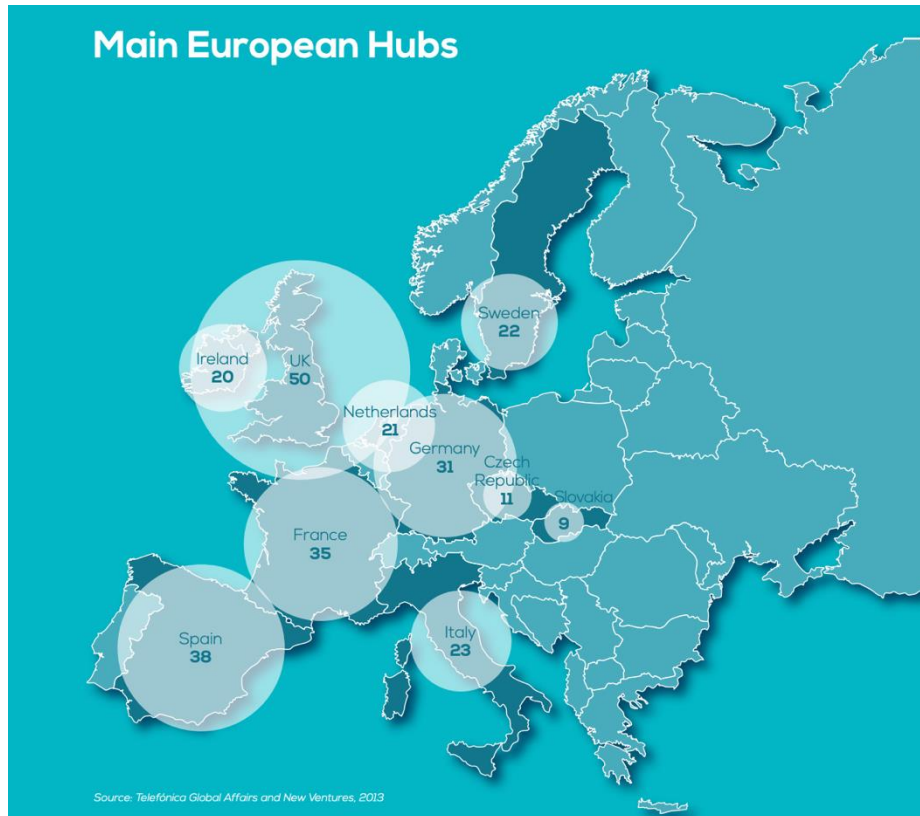 Main European Hubs
Sweden
22
Ireland
20
UK
50
Netherlands
21
Germany
31
Czech
Republic
11
Slovakia
9
France
35
Spain
38
Italy
23
Source: Telefónica Global Affairs and New Ventures, 2013